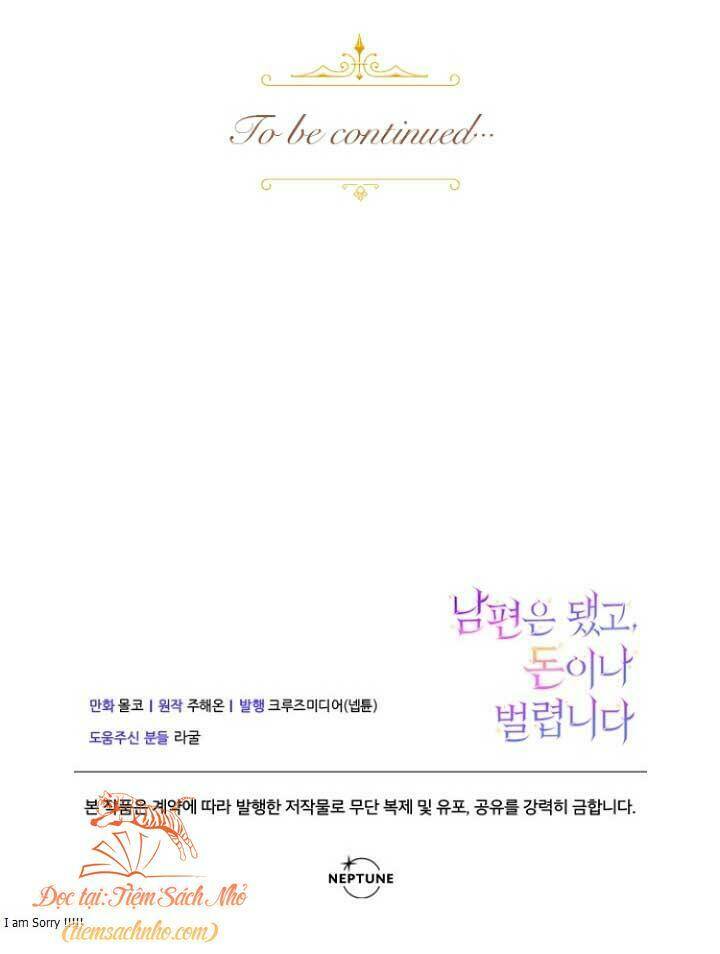 To be continued...
남편은 됐고,
돈이나
벌렵니다
만화 몰코 | 원작 주해온 | 발행 크루즈미디어(넵튠)
도움주신 분들 라굴
본 작품은 계약에 따라 발행한 저작물로 무단 복제 및 유포, 공유를 강력히 금합니다.
NEPTUNE
Đọc tại: Tiệm Sách Nhỏ
I am Sorry !!!!!
(tiemsachnho.com)